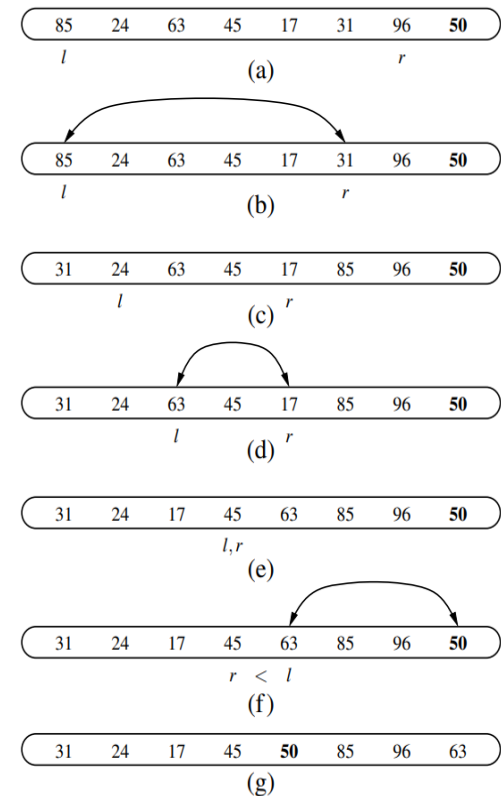 85 24 63 45 17 31 96 50
l r
(a)
85 24 63 45 17 31 96 50
l r
(b)
31 24 63 45 17 85 96 50
l r
(c)
31 24 63 45 17 85 96 50
l r
(d)
31 24 17 45 63 85 96 50
l,r
(e)
31 24 17 45 63 85 96 50
r < l
(f)
31 24 17 45 50 85 96 63
(g)